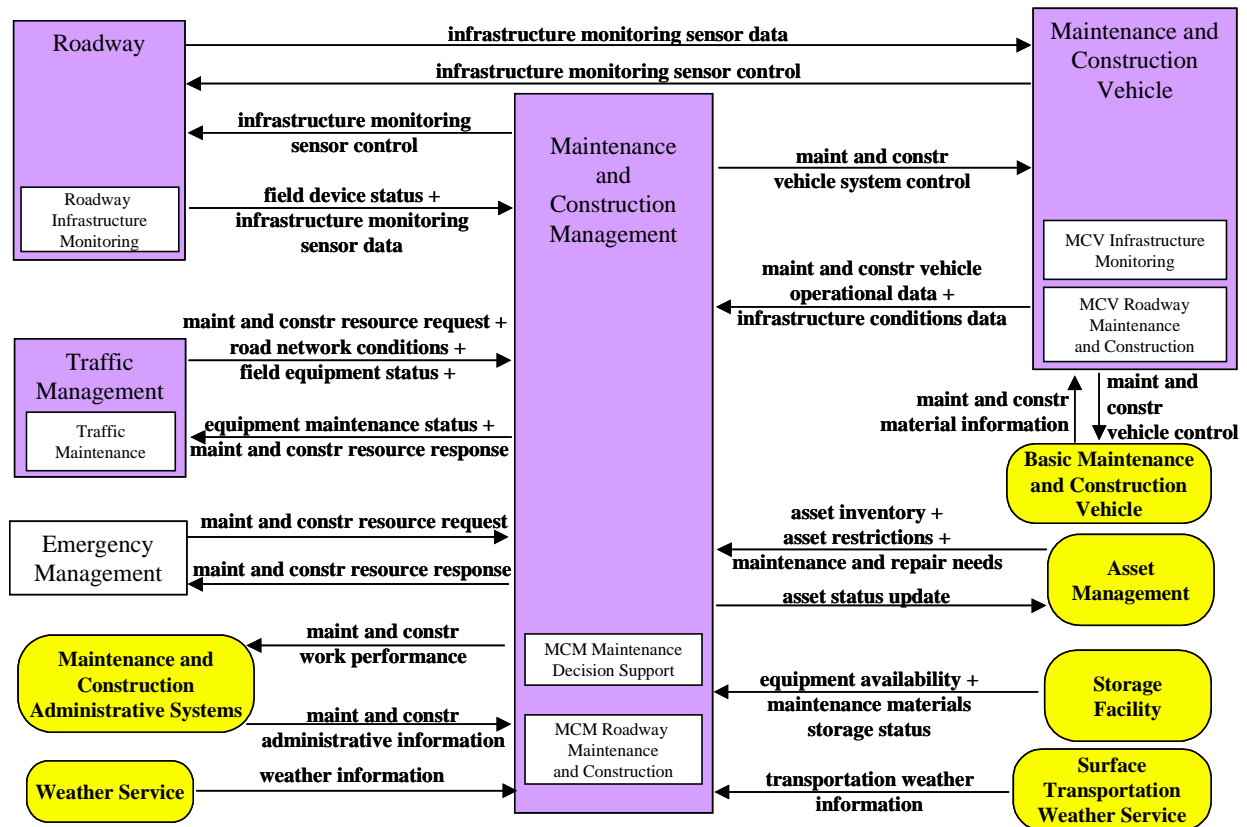 Roadway
infrastructure monitoring sensor data
Maintenance and
Construction
Vehicle
infrastructure monitoring sensor control
infrastructure monitoring
sensor control
Maintenance
and
Construction
Management
maint and constr
vehicle system control
Roadway
Infrastructure
Monitoring
field device status +
infrastructure monitoring
sensor data
MCV Infrastructure
Monitoring
maint and constr vehicle
operational data +
infrastructure conditions data
MCV Roadway
Maintenance
and Construction
maint and constr resource request +
road network conditions +
field equipment status +
Traffic
Management
Traffic
Maintenance
equipment maintenance status +
maint and constr resource response
maint and constr
material information
maint and
constr
vehicle control
Basic Maintenance
and Construction
Vehicle
maint and constr resource request
Emergency
Management
maint and constr resource response
asset inventory +
asset restrictions +
maintenance and repair needs
Asset
Management
asset status update
maint and constr
work performance
MCM Maintenance
Decision Support
Maintenance and
Construction
Administrative Systems
maint and constr
administrative information
equipment availability +
maintenance materials
storage status
Storage
Facility
MCM Roadway
Maintenance
and Construction
weather information
Weather Service
transportation weather
information
Surface
Transportation
Weather Service